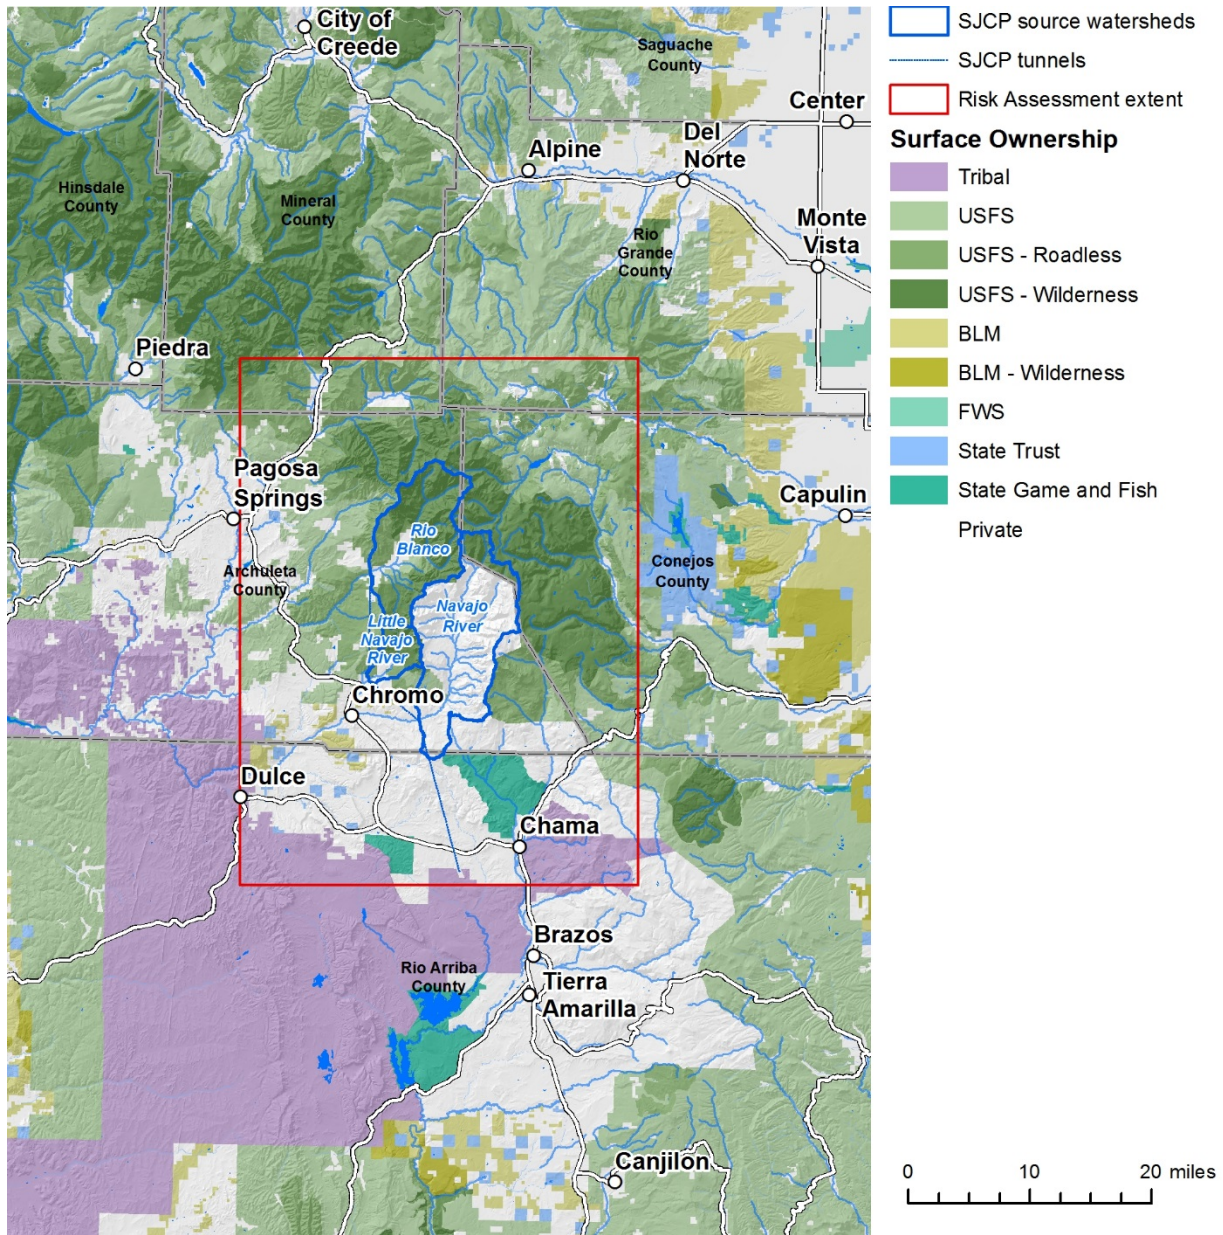 City of
Creede
Saguache
County
Center
Del
Norte
Alpine
Hinsdale
County
Mineral
County
Monte
Vista
Rio
Grande
County
Piedra
Pagosa
Springs
Capulin
Rio
Blanco
Conejos
County
Archuleta
County
Navajo
River
Little
Navajo
River
Chromo
Dulce
Chama
Brazos
Rio Arriba
County
Tierra
Amarilla
Canjilon
SJCP source watersheds
SJCP tunnels
Risk Assessment extent
Surface Ownership
Tribal
USFS
USFS - Roadless
USFS - Wilderness
BLM
BLM - Wilderness
FWS
State Trust
State Game and Fish
Private
0 10 20 miles